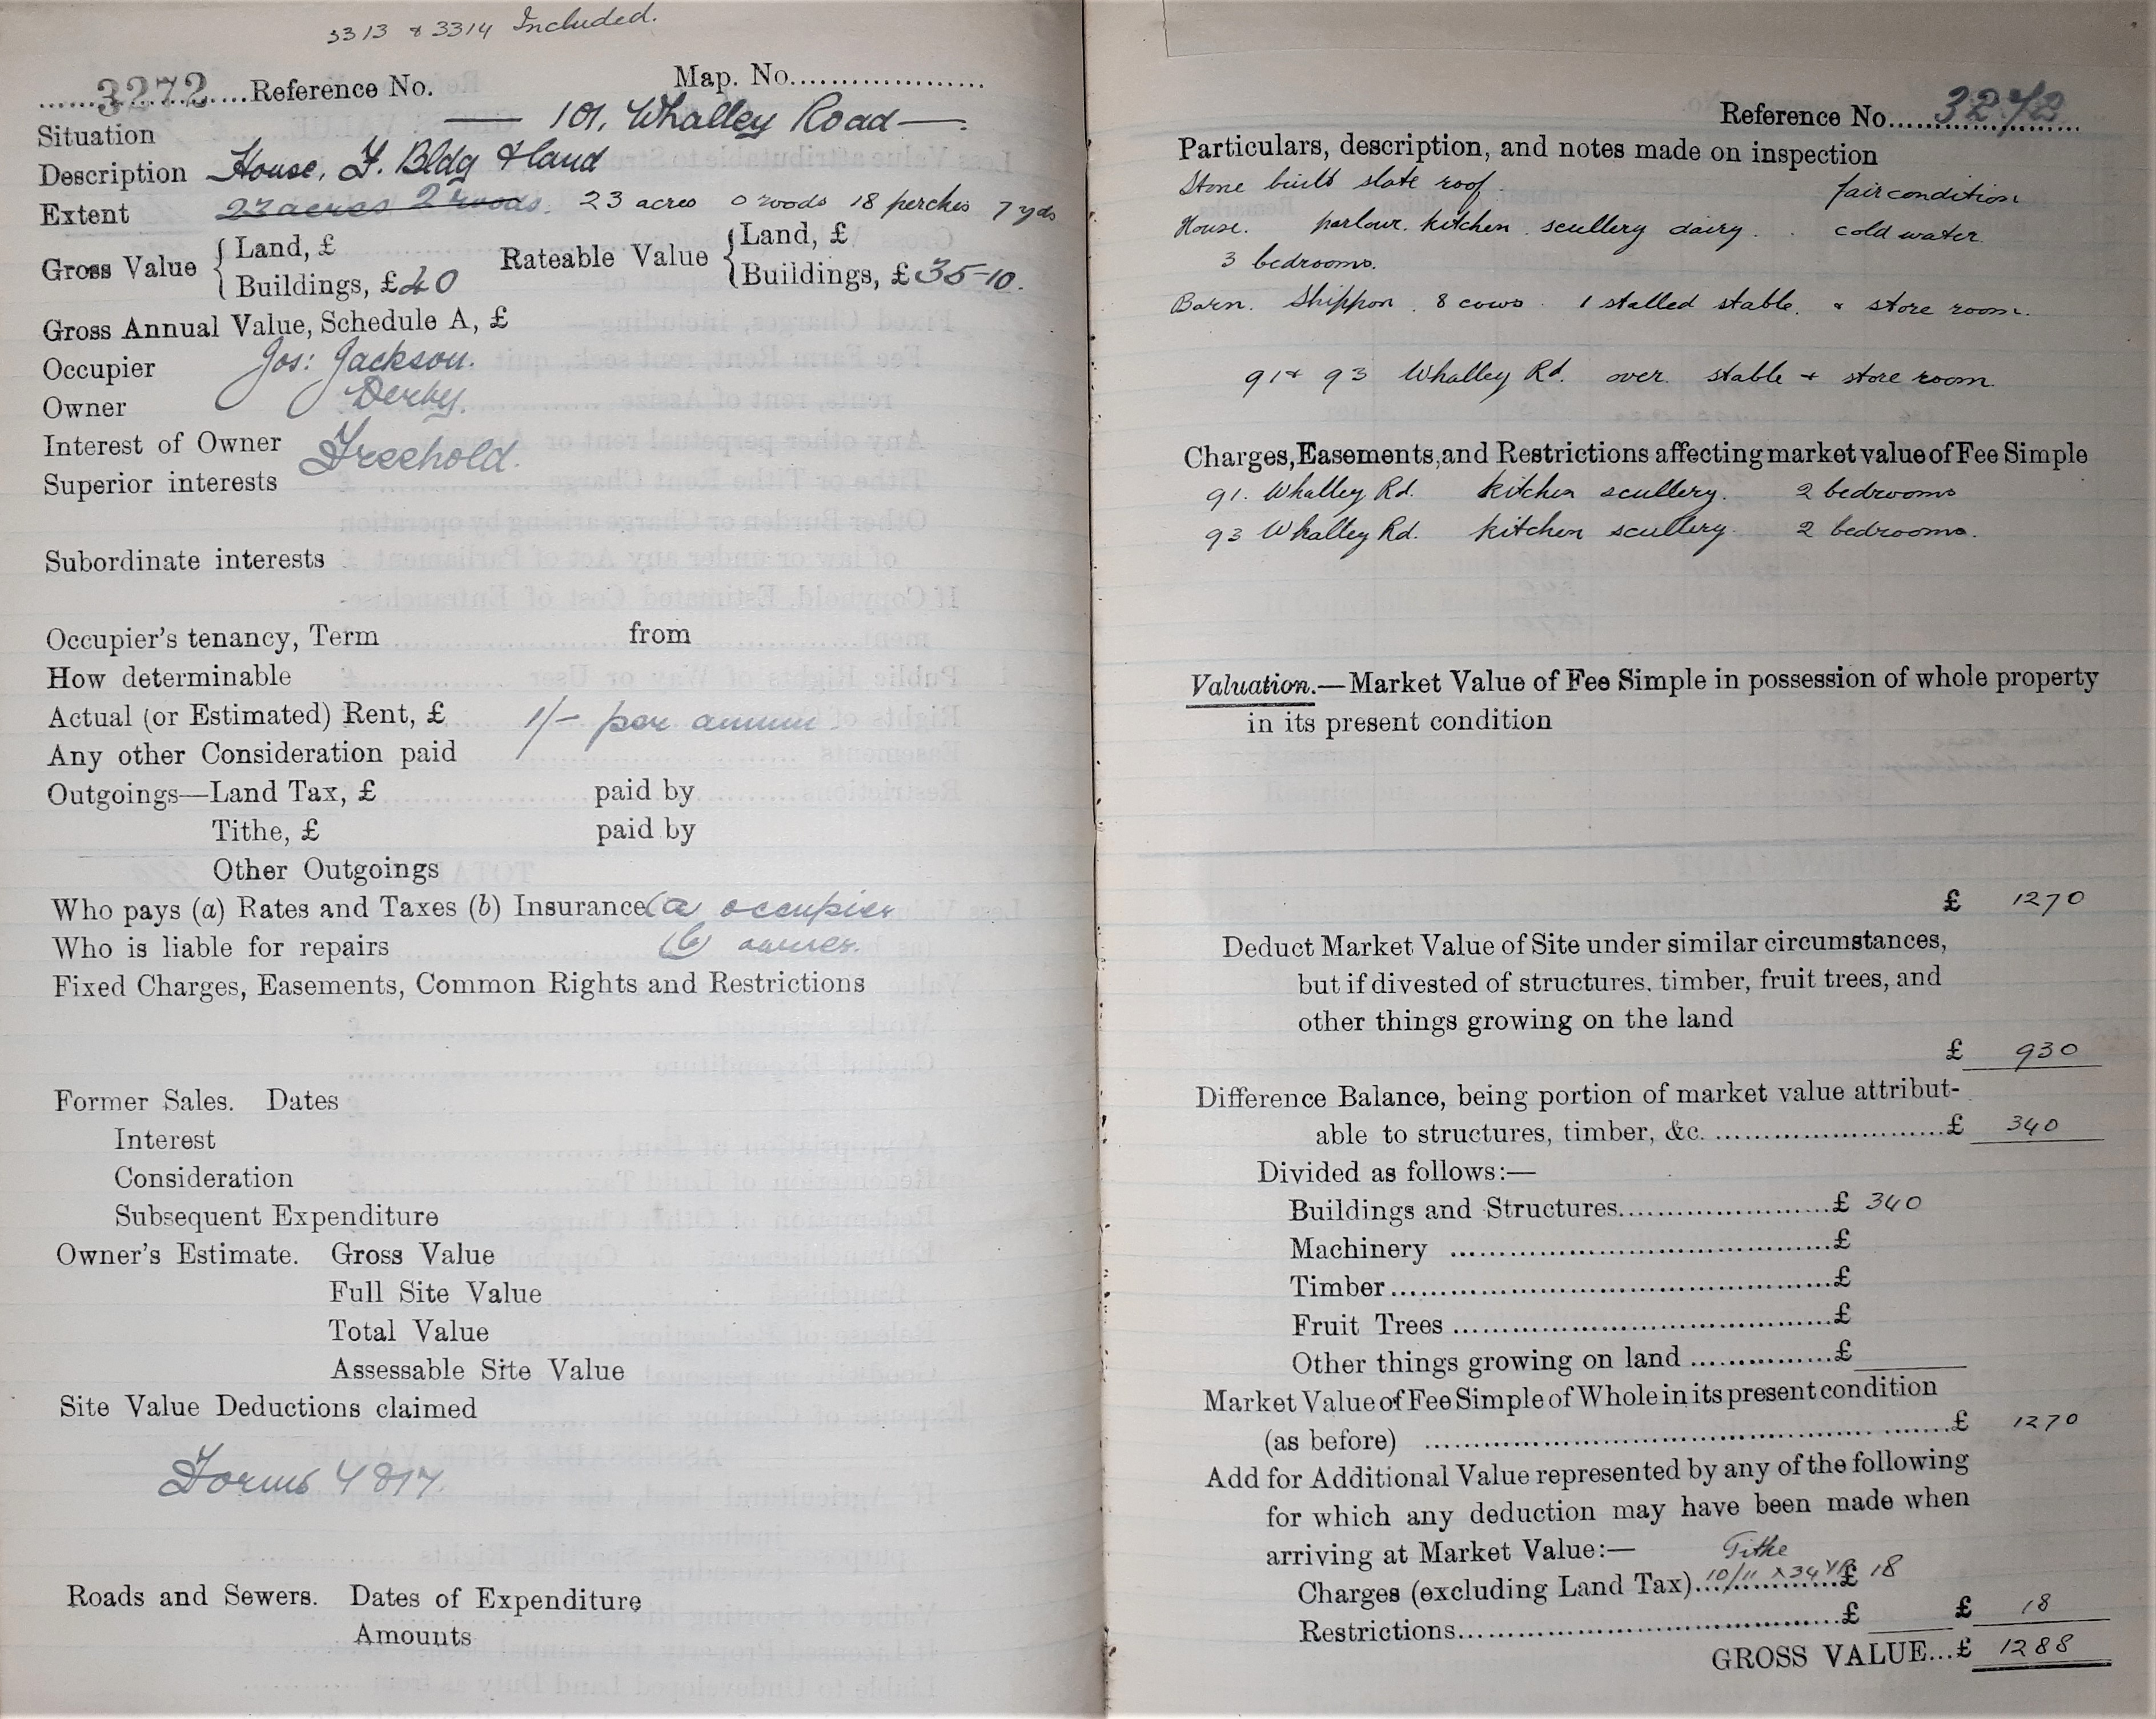 3313 & 3314 Included.
3272 Reference No. Map. No.
Situation — 101, Whalley Road —.
Description House, F. Bldg & land
Extent 23 acres 2 roods. 23 acres 0 roods 18 perches 7 yds
Gross Value { Land, £ Rateable Value { Land, £
Buildings, £40 Buildings, £35-10.
Gross Annual Value, Schedule A, £
Occupier Jos: Jackson.
Owner Derby.
Interest of Owner Freehold.
Superior interests
Subordinate interests
Occupier's tenancy, Term from
How determinable
Actual (or Estimated) Rent, £ 1/- per annum.
Any other Consideration paid
Outgoings—Land Tax, £ paid by
Tithe, £ paid by
Other Outgoings
Who pays (a) Rates and Taxes (b) Insurance (a occupier
Who is liable for repairs (b) owner.
Fixed Charges, Easements, Common Rights and Restrictions
Former Sales. Dates
Interest
Consideration
Subsequent Expenditure
Owner's Estimate. Gross Value
Full Site Value
Total Value
Assessable Site Value
Site Value Deductions claimed
Roads and Sewers. Dates of Expenditure
Amounts
Reference No. 3272
Particulars, description, and notes made on inspection
Stone built slate roof. fair condition
House. parlour. kitchen. scullery dairy. cold water.
3 bedrooms.
Barn. Shippon. 8 cows. 1 stalled stable. & store room.
91 & 93 Whalley Rd. over. stable & store room.
Charges, Easements, and Restrictions affecting market value of Fee Simple
91. Whalley Rd. kitchen scullery. 2 bedrooms
93 Whalley Rd. kitchen scullery. 2 bedrooms.
Valuation.—Market Value of Fee Simple in possession of whole property
in its present condition
£ 1270
Deduct Market Value of Site under similar circumstances,
but if divested of structures, timber, fruit trees, and
other things growing on the land
£ 930
Difference Balance, being portion of market value attribut-
able to structures, timber, &c. £ 340
Divided as follows:—
Buildings and Structures £ 340
Machinery £
Timber £
Fruit Trees £
Other things growing on land £
Market Value of Fee Simple of Whole in its present condition
(as before) £ 1270
Add for Additional Value represented by any of the following
for which any deduction may have been made when
arriving at Market Value:— Tithe
Charges (excluding Land Tax) 10/11 x 34 YP £ 18
Restrictions £ £ 18
GROSS VALUE...£ 1288